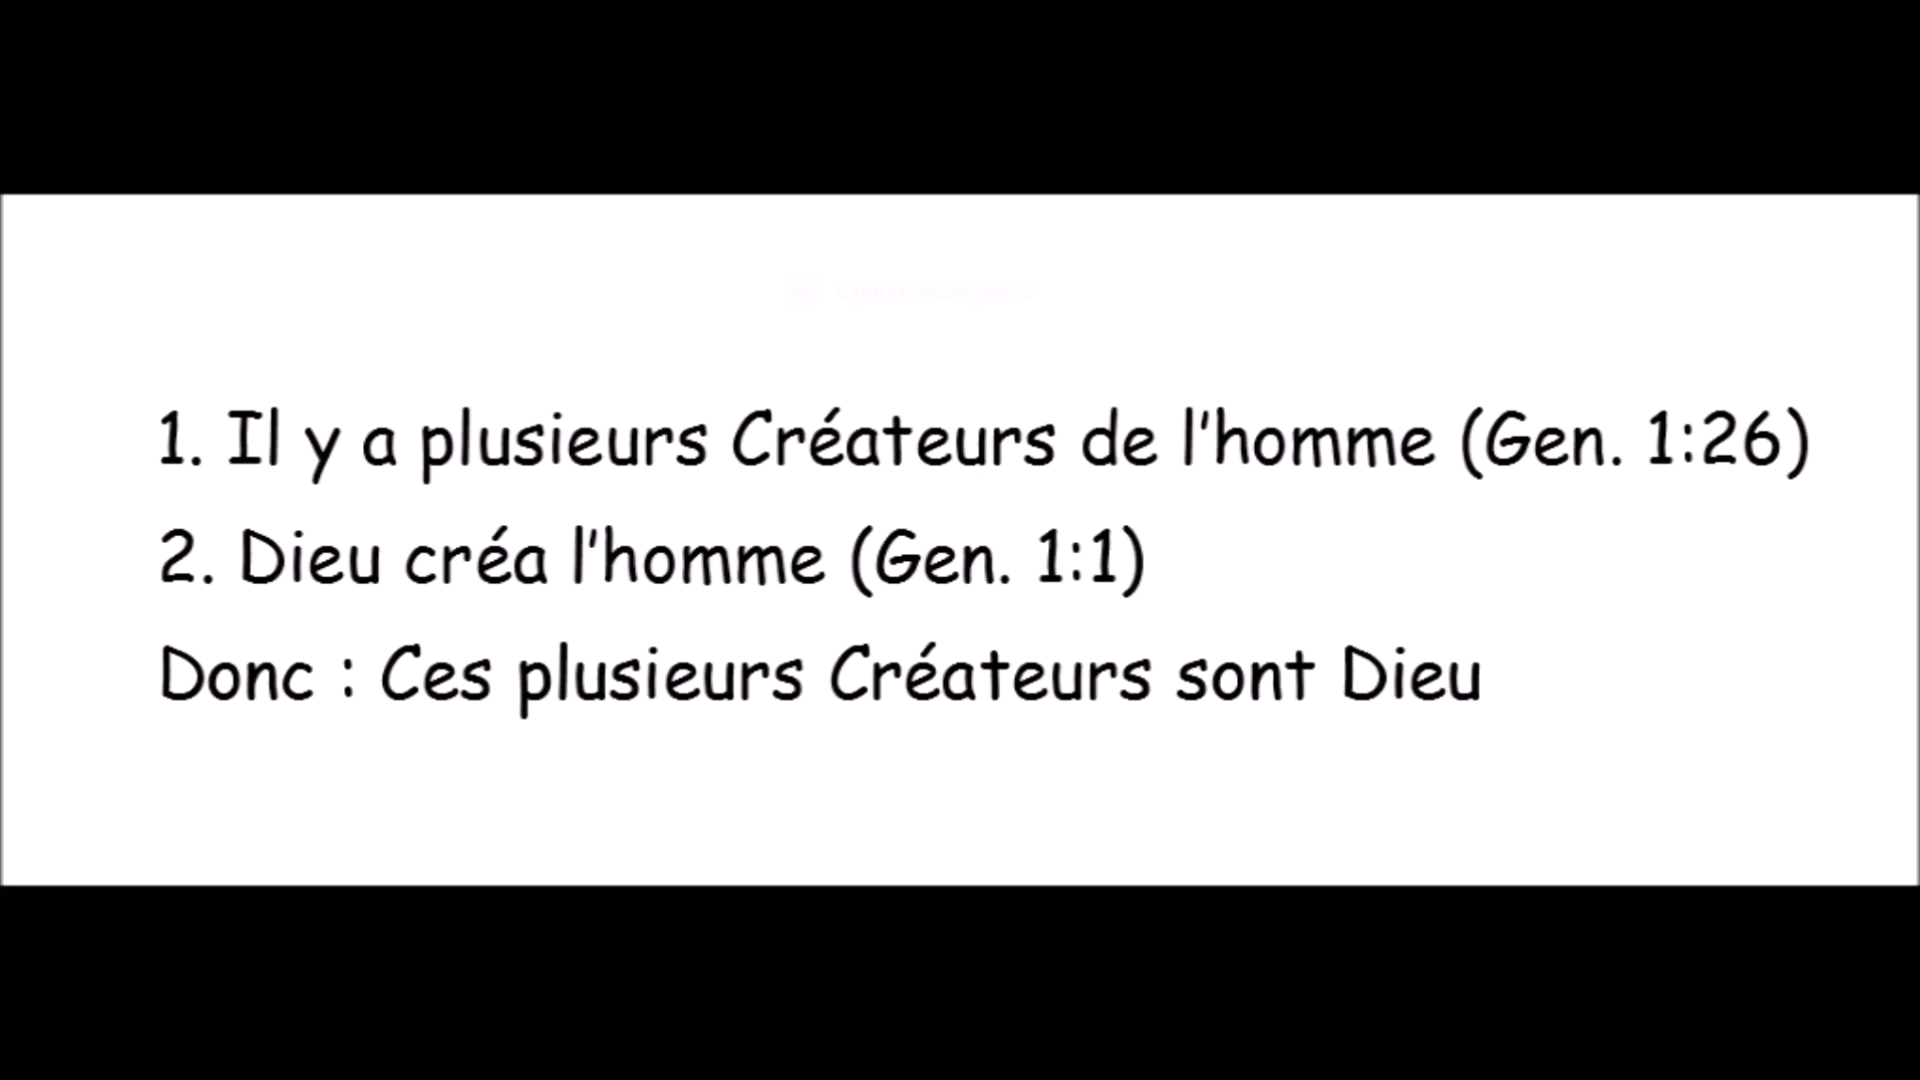 1. Il y a plusieurs Créateurs de l'homme (Gen. 1:26)
2. Dieu créa l'homme (Gen. 1:1)
Donc : Ces plusieurs Créateurs sont Dieu